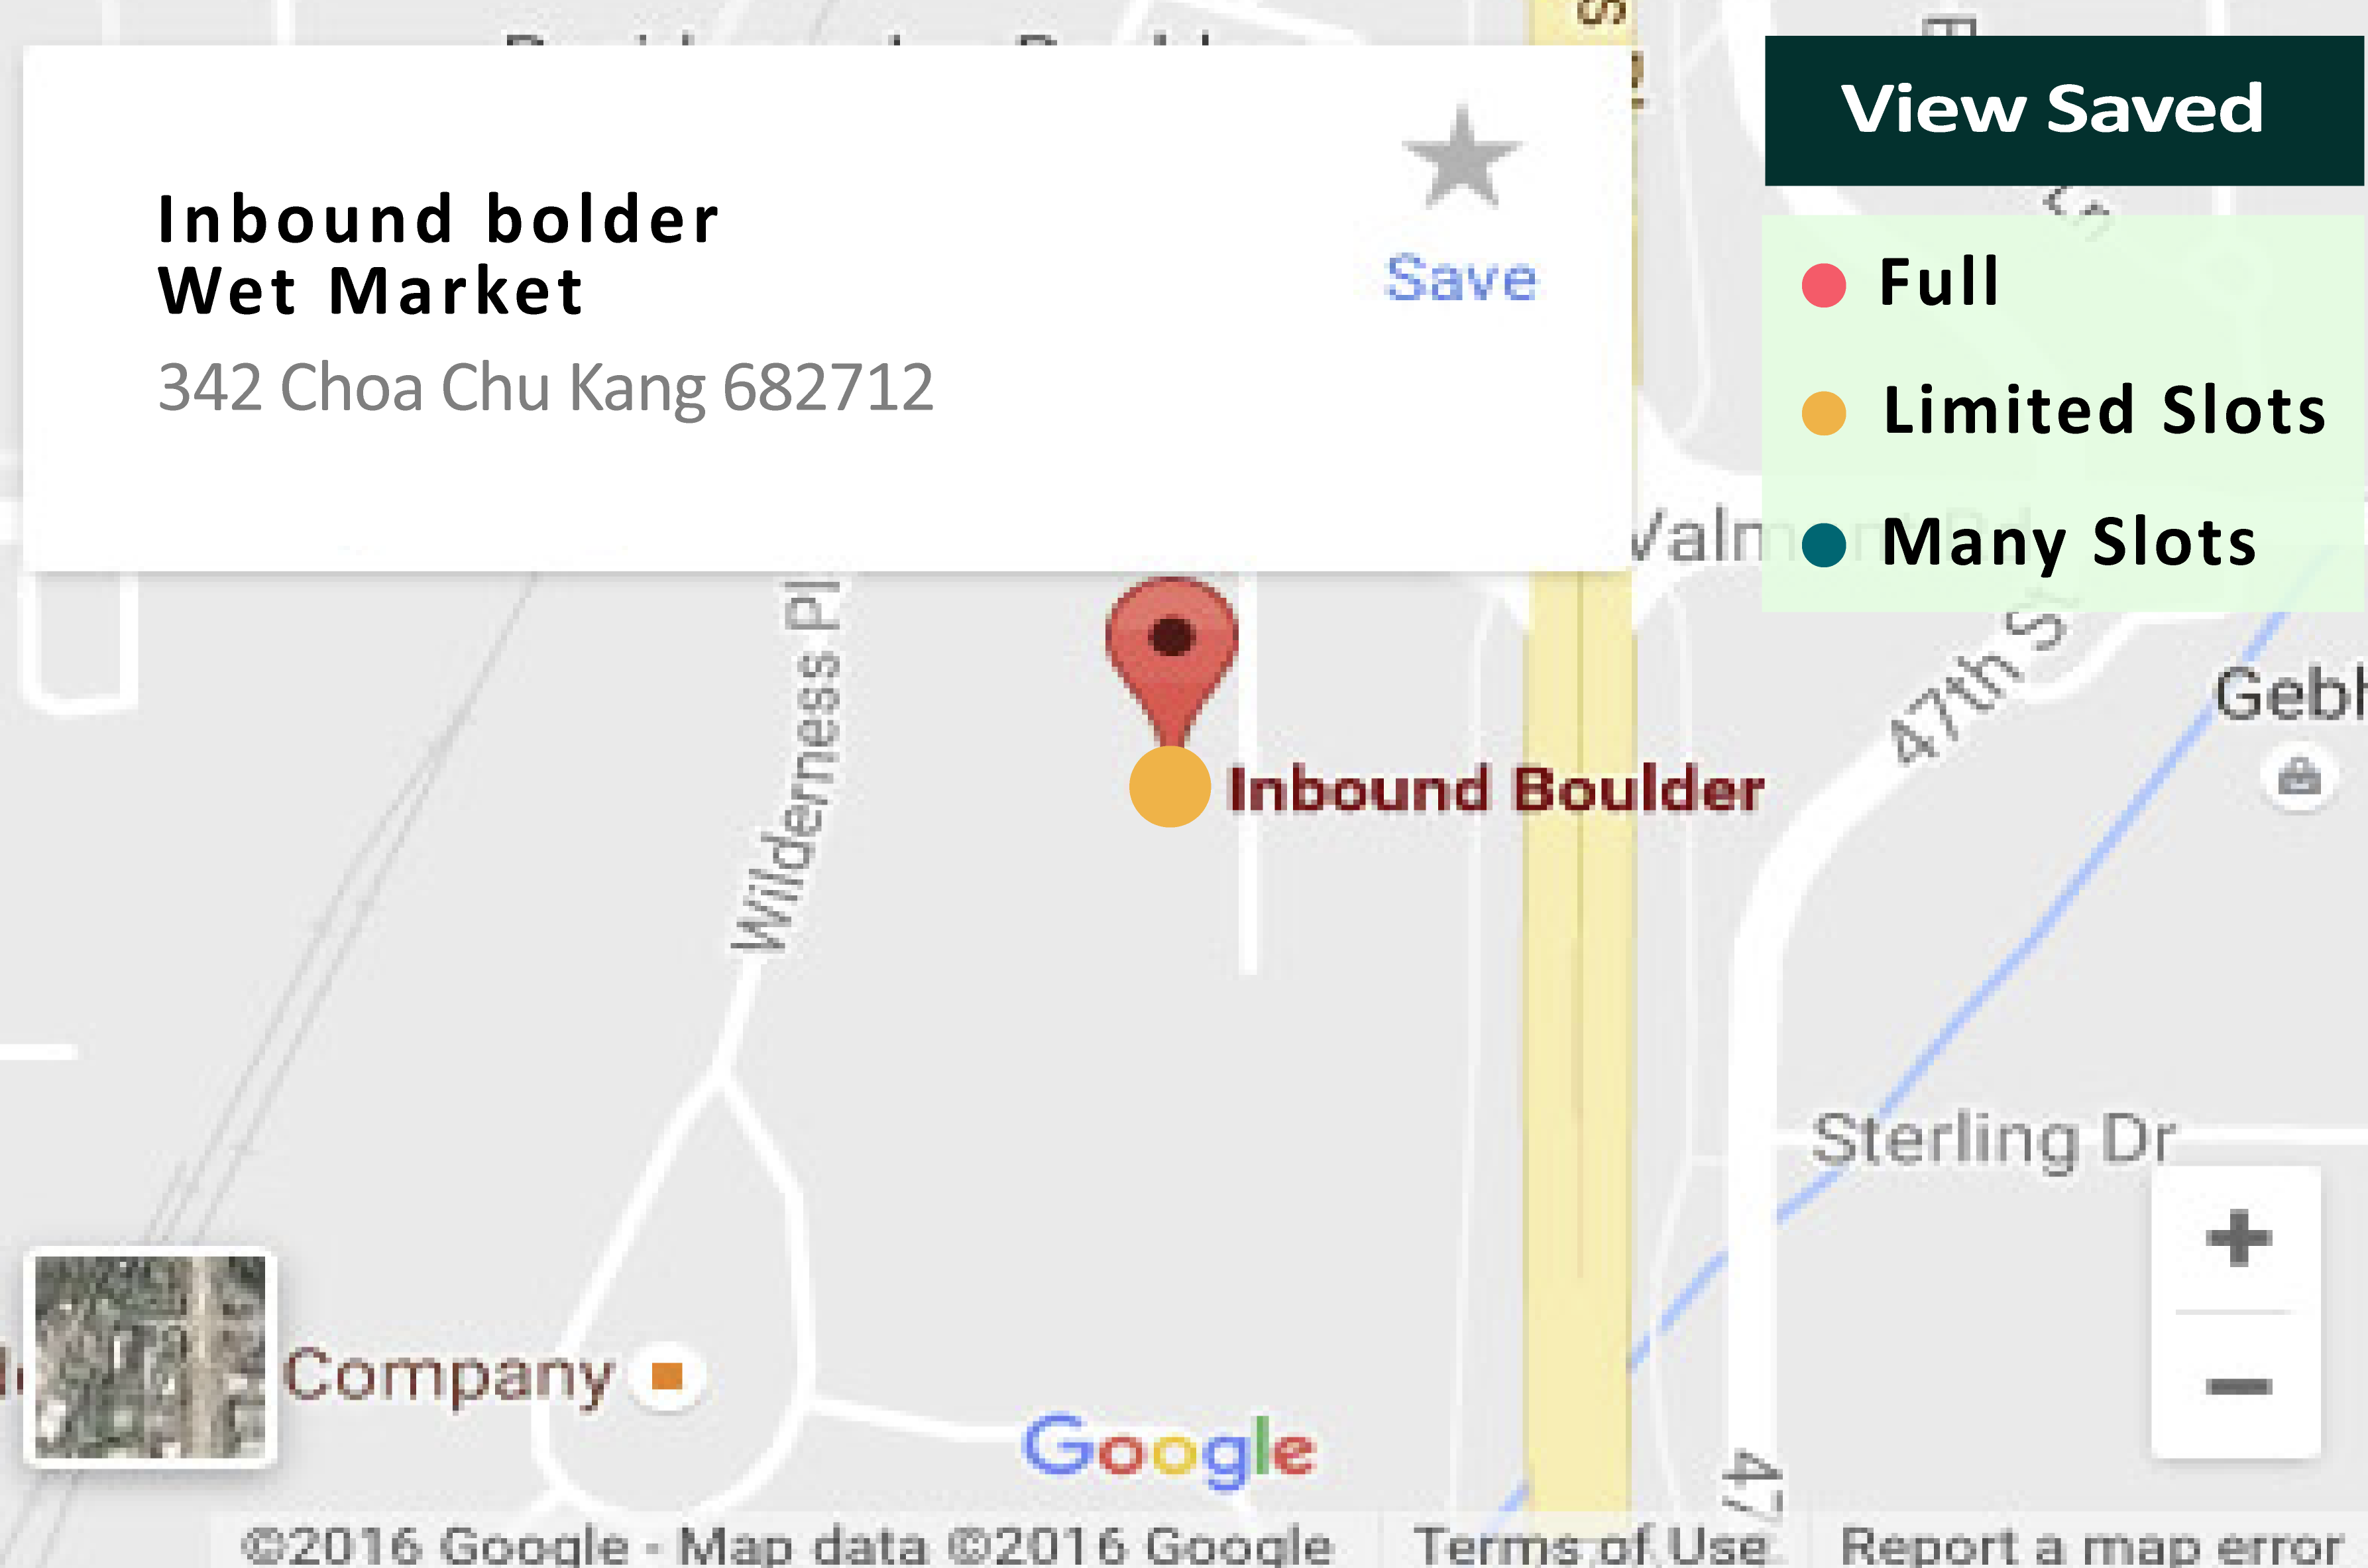 View Saved
Inbound bolder
Wet Market
342 Choa Chu Kang 682712
Save
Full
Limited Slots
Many Slots
Wilderness Pl
47th St
Inbound Boulder
Sterling Dr
Company
Google
47
©2016 Google - Map data ©2016 Google
Terms of Use
Report a map error